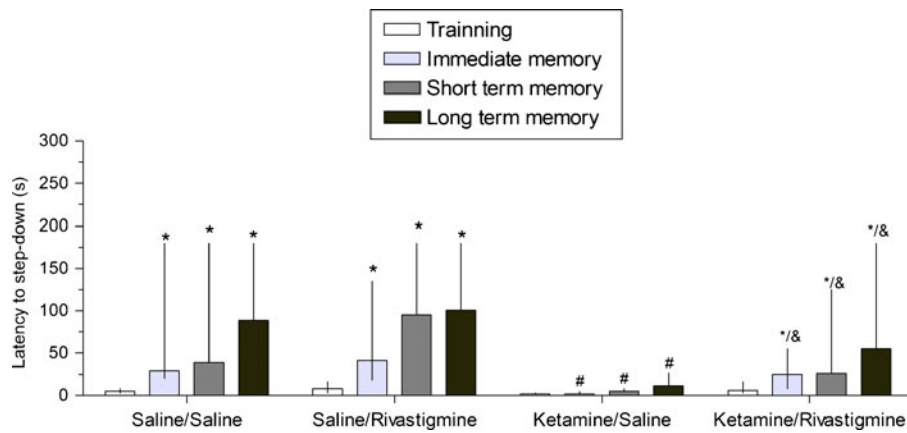 Trainning
Immediate memory
Short term memory
Long term memory
Latency to step-down (s)
300
250
200
150
100
50
0
* * *
* * *
# # #
*/& */& */&
Saline/Saline Saline/Rivastigmine Ketamine/Saline Ketamine/Rivastigmine